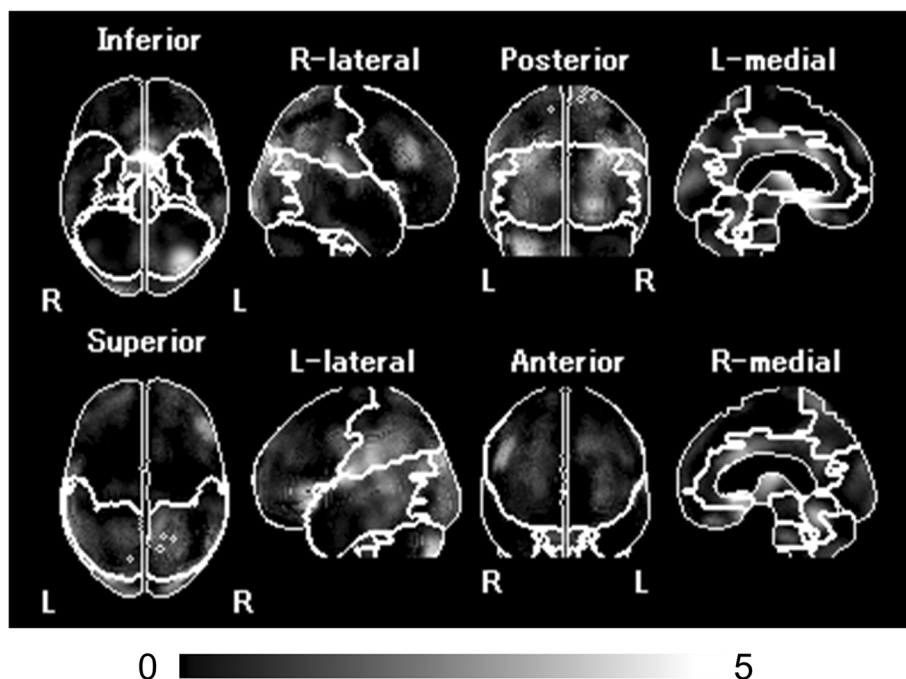 Inferior
R-lateral
Posterior
L-medial
R
L
L
R
Superior
L-lateral
Anterior
R-medial
L
R
R
L
0
5